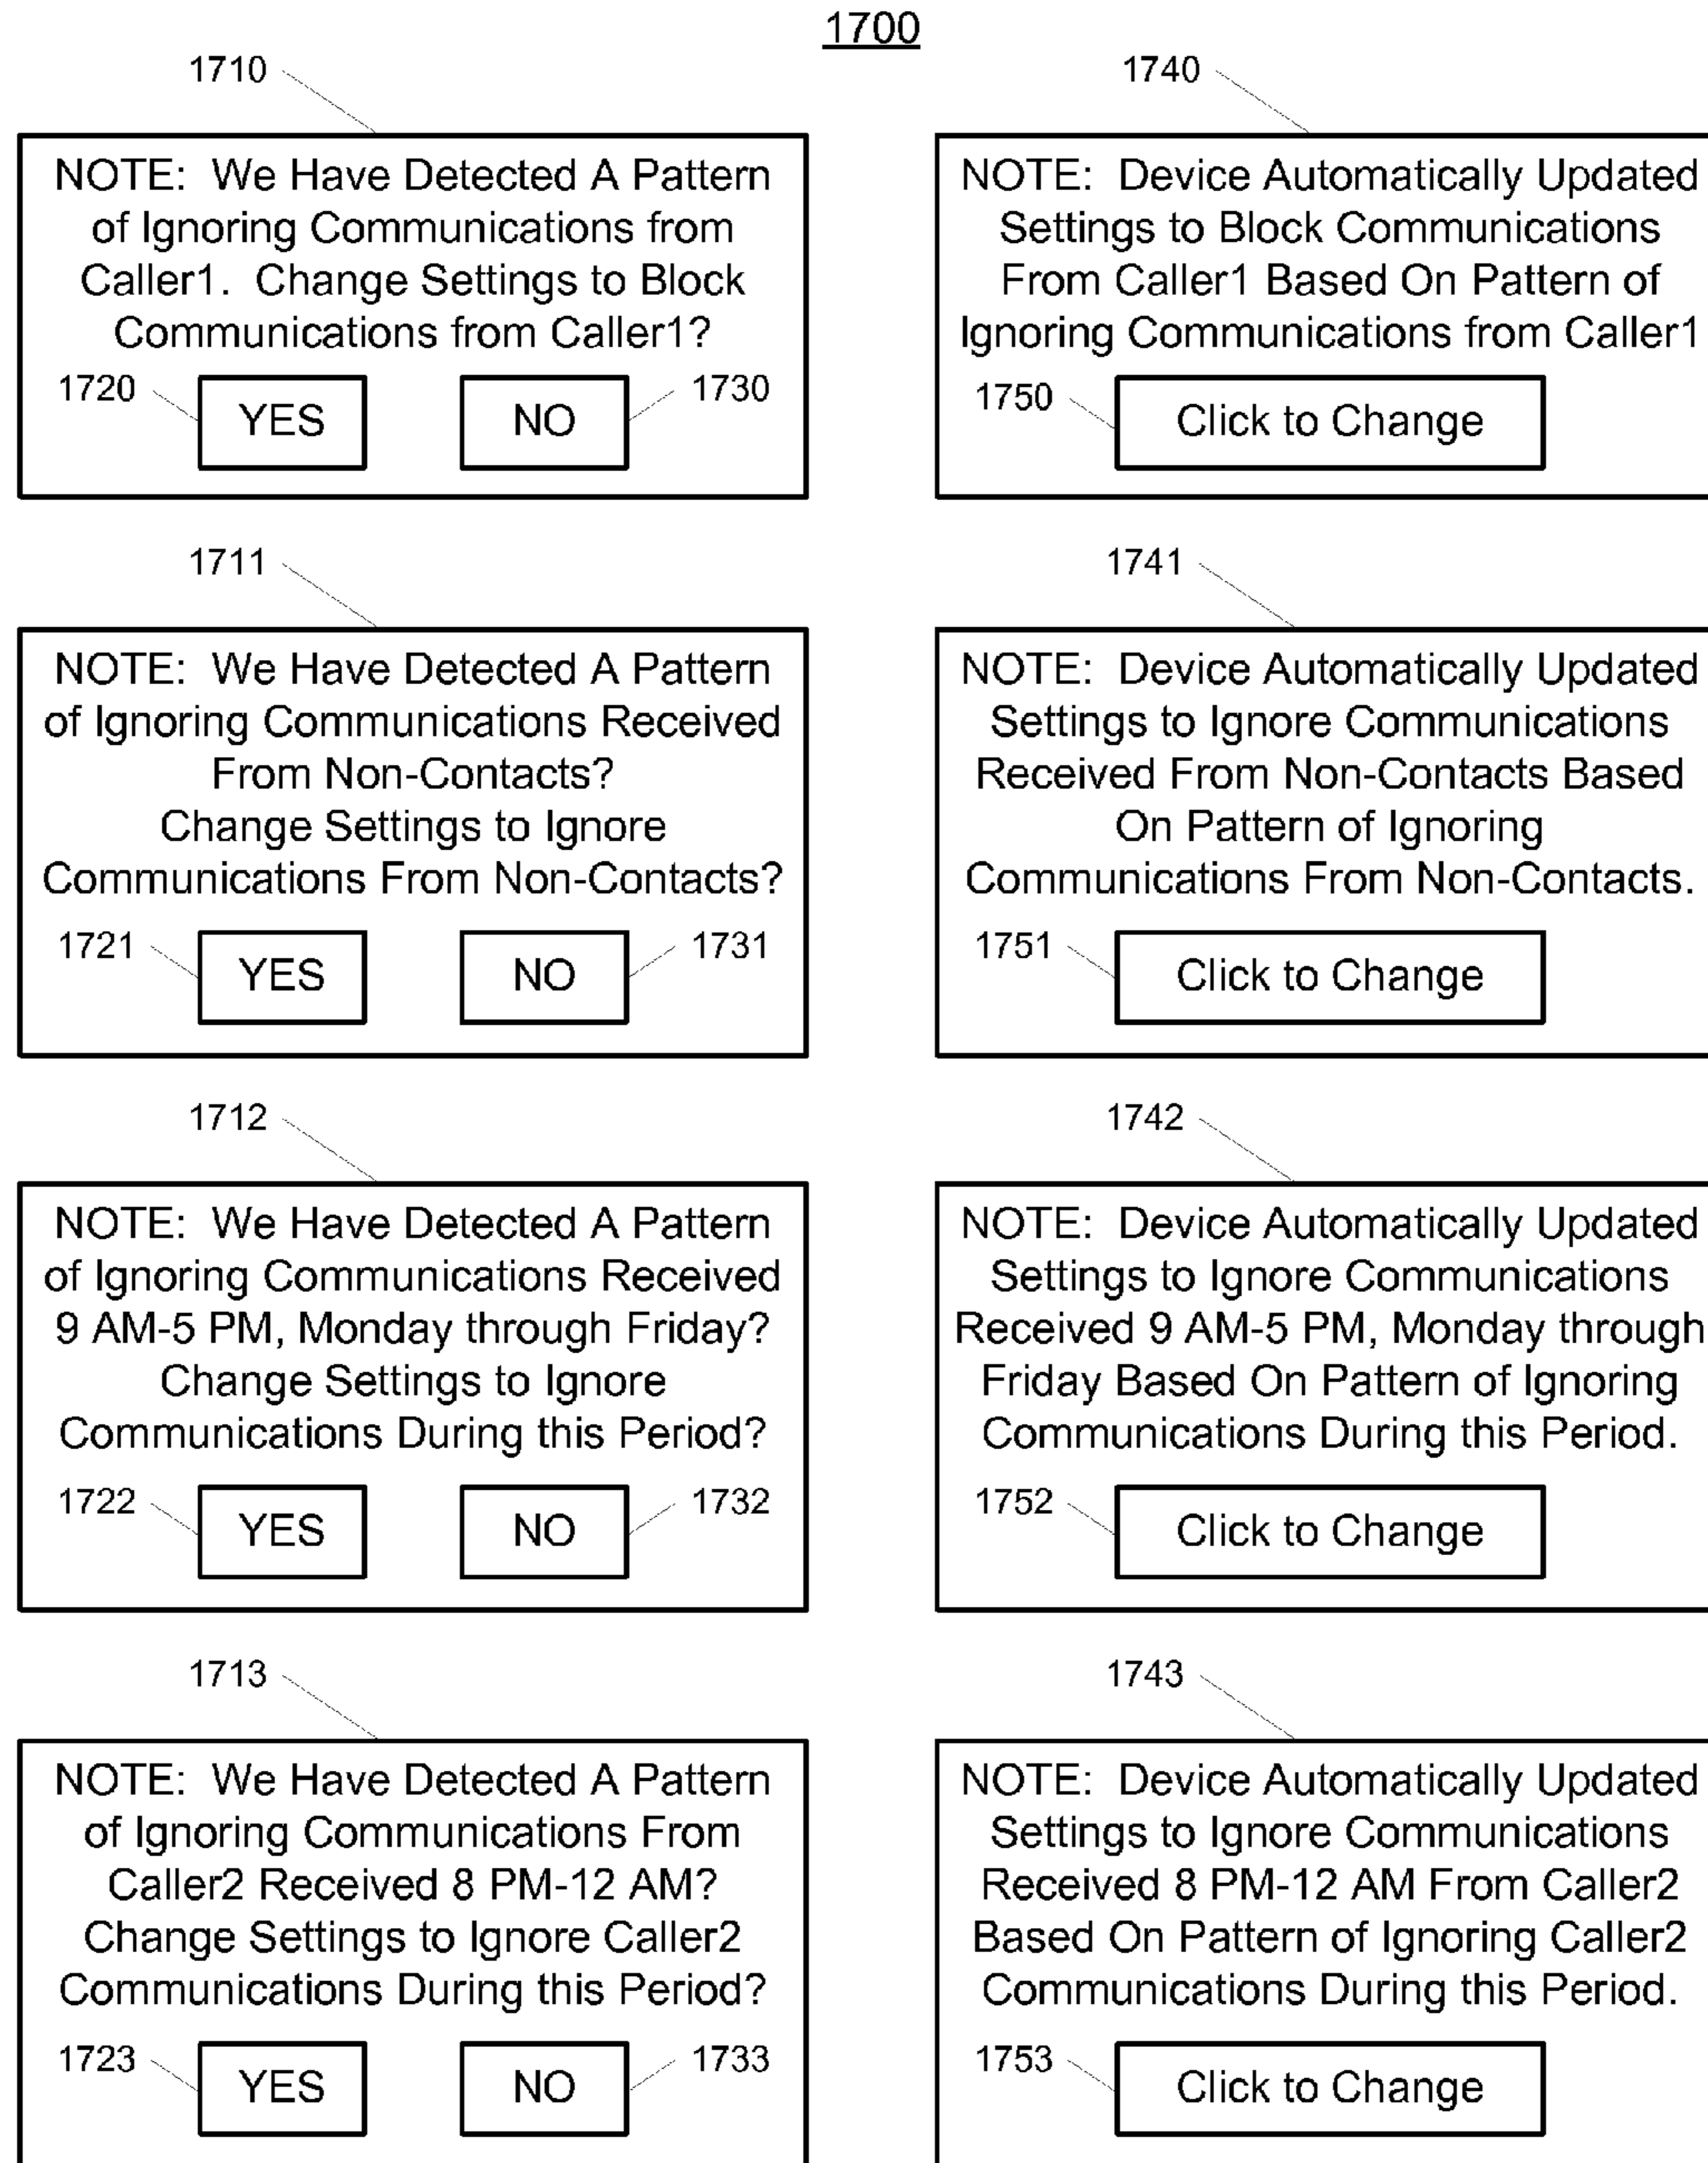 1700
1710
NOTE: We Have Detected A Pattern
of Ignoring Communications from
Caller1. Change Settings to Block
Communications from Caller1?
1720
YES
NO
1730
1740
NOTE: Device Automatically Updated
Settings to Block Communications
From Caller1 Based On Pattern of
Ignoring Communications from Caller1
1750
Click to Change
1711
NOTE: We Have Detected A Pattern
of Ignoring Communications Received
From Non-Contacts?
Change Settings to Ignore
Communications From Non-Contacts?
1721
YES
NO
1731
1741
NOTE: Device Automatically Updated
Settings to Ignore Communications
Received From Non-Contacts Based
On Pattern of Ignoring
Communications From Non-Contacts.
1751
Click to Change
1712
NOTE: We Have Detected A Pattern
of Ignoring Communications Received
9 AM-5 PM, Monday through Friday?
Change Settings to Ignore
Communications During this Period?
1722
YES
NO
1732
1742
NOTE: Device Automatically Updated
Settings to Ignore Communications
Received 9 AM-5 PM, Monday through
Friday Based On Pattern of Ignoring
Communications During this Period.
1752
Click to Change
1713
NOTE: We Have Detected A Pattern
of Ignoring Communications From
Caller2 Received 8 PM-12 AM?
Change Settings to Ignore Caller2
Communications During this Period?
1723
YES
NO
1733
1743
NOTE: Device Automatically Updated
Settings to Ignore Communications
Received 8 PM-12 AM From Caller2
Based On Pattern of Ignoring Caller2
Communications During this Period.
1753
Click to Change